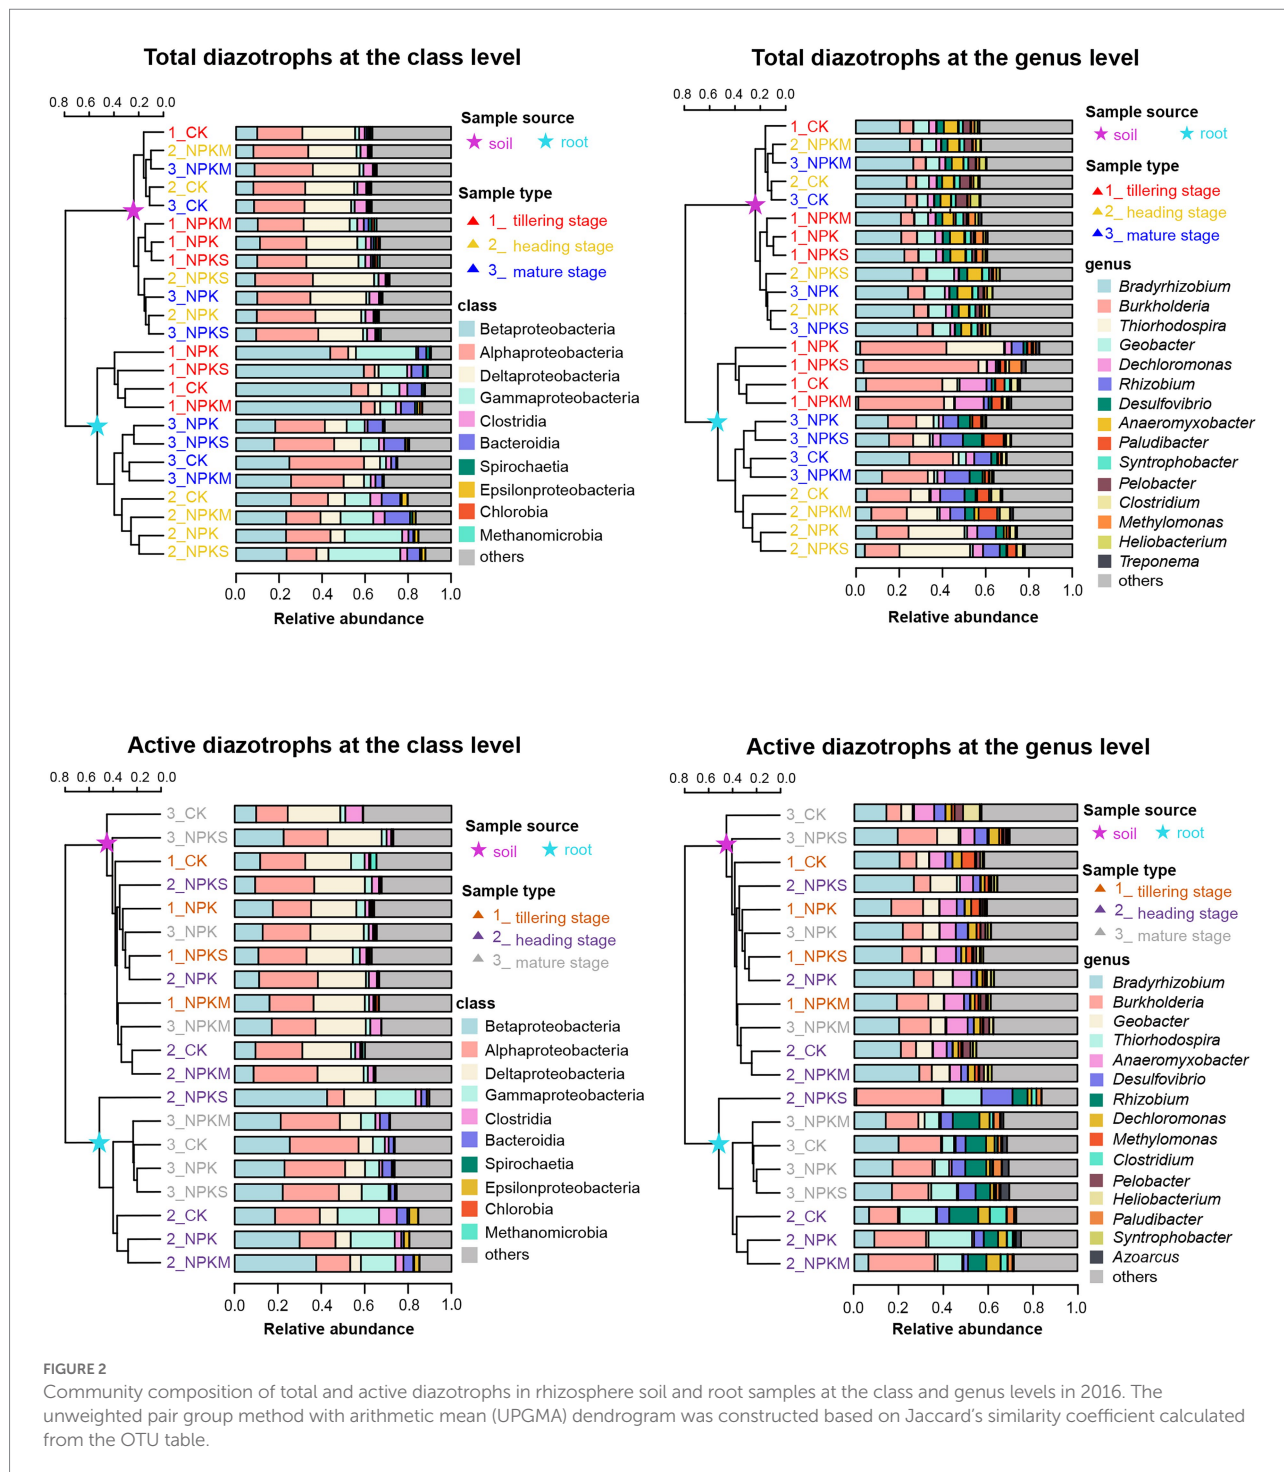 Total diazotrophs at the class level
0.8 0.6 0.4 0.2 0.0
1_CK
2_NPKM
3_NPKM
2_CK
3_CK
1_NPKM
1_NPK
1_NPKS
2_NPKS
3_NPK
2_NPK
3_NPKS
1_NPK
1_NPKS
1_CK
1_NPKM
3_NPK
3_NPKS
3_CK
3_NPKM
2_CK
2_NPKM
2_NPK
2_NPKS
0.0 0.2 0.4 0.6 0.8 1.0
Relative abundance
Sample source
soil root
Sample type
1_ tillering stage
2_ heading stage
3_ mature stage
class
Betaproteobacteria
Alphaproteobacteria
Deltaproteobacteria
Gammaproteobacteria
Clostridia
Bacteroidia
Spirochaetia
Epsilonproteobacteria
Chlorobia
Methanomicrobia
others
Total diazotrophs at the genus level
0.8 0.6 0.4 0.2 0.0
1_CK
2_NPKM
3_NPKM
2_CK
3_CK
1_NPKM
1_NPK
1_NPKS
2_NPKS
3_NPK
2_NPK
3_NPKS
1_NPK
1_NPKS
1_CK
1_NPKM
3_NPK
3_NPKS
3_CK
3_NPKM
2_CK
2_NPKM
2_NPK
2_NPKS
0.0 0.2 0.4 0.6 0.8 1.0
Relative abundance
Sample source
soil root
Sample type
1_ tillering stage
2_ heading stage
3_ mature stage
genus
Bradyrhizobium
Burkholderia
Thiorhodospira
Geobacter
Dechloromonas
Rhizobium
Desulfovibrio
Anaeromyxobacter
Paludibacter
Syntrophobacter
Pelobacter
Clostridium
Methylomonas
Heliobacterium
Treponema
others
Active diazotrophs at the class level
0.8 0.6 0.4 0.2 0.0
3_CK
3_NPKS
1_CK
2_NPKS
1_NPK
3_NPK
1_NPKS
2_NPK
1_NPKM
3_NPKM
2_CK
2_NPKM
2_NPKS
3_NPKM
3_CK
3_NPK
3_NPKS
2_CK
2_NPK
2_NPKM
0.0 0.2 0.4 0.6 0.8 1.0
Relative abundance
Sample source
soil root
Sample type
1_ tillering stage
2_ heading stage
3_ mature stage
class
Betaproteobacteria
Alphaproteobacteria
Deltaproteobacteria
Gammaproteobacteria
Clostridia
Bacteroidia
Spirochaetia
Epsilonproteobacteria
Chlorobia
Methanomicrobia
others
Active diazotrophs at the genus level
0.8 0.6 0.4 0.2 0.0
3_CK
3_NPKS
1_CK
2_NPKS
1_NPK
3_NPK
1_NPKS
2_NPK
1_NPKM
3_NPKM
2_CK
2_NPKM
2_NPKS
3_NPKM
3_CK
3_NPK
3_NPKS
2_CK
2_NPK
2_NPKM
0.0 0.2 0.4 0.6 0.8 1.0
Relative abundance
Sample source
soil root
Sample type
1_ tillering stage
2_ heading stage
3_ mature stage
genus
Bradyrhizobium
Burkholderia
Geobacter
Thiorhodospira
Anaeromyxobacter
Desulfovibrio
Rhizobium
Dechloromonas
Methylomonas
Clostridium
Pelobacter
Heliobacterium
Paludibacter
Syntrophobacter
Azoarcus
others
FIGURE 2
Community composition of total and active diazotrophs in rhizosphere soil and root samples at the class and genus levels in 2016. The
unweighted pair group method with arithmetic mean (UPGMA) dendrogram was constructed based on Jaccard's similarity coefficient calculated
from the OTU table.